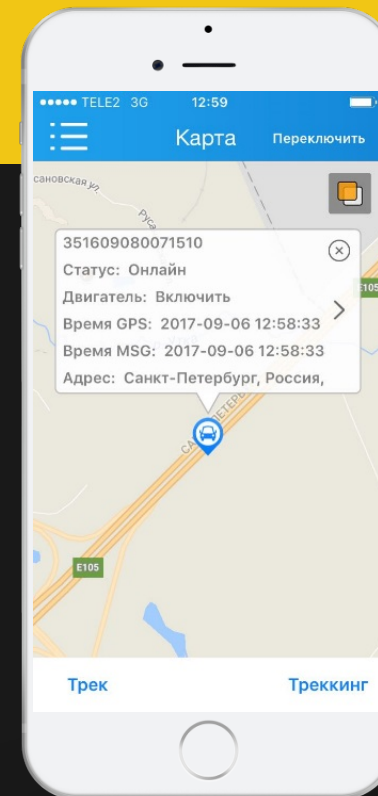 TELE2 3G 12:59
Карта
Переключить
сановская ул.
Руса
351609080071510
Статус: Онлайн
Двигатель: Включить
Время GPS: 2017-09-06 12:58:33
Время MSG: 2017-09-06 12:58:33
Адрес: Санкт-Петербург, Россия,
E105
E105
Трек
Треккинг